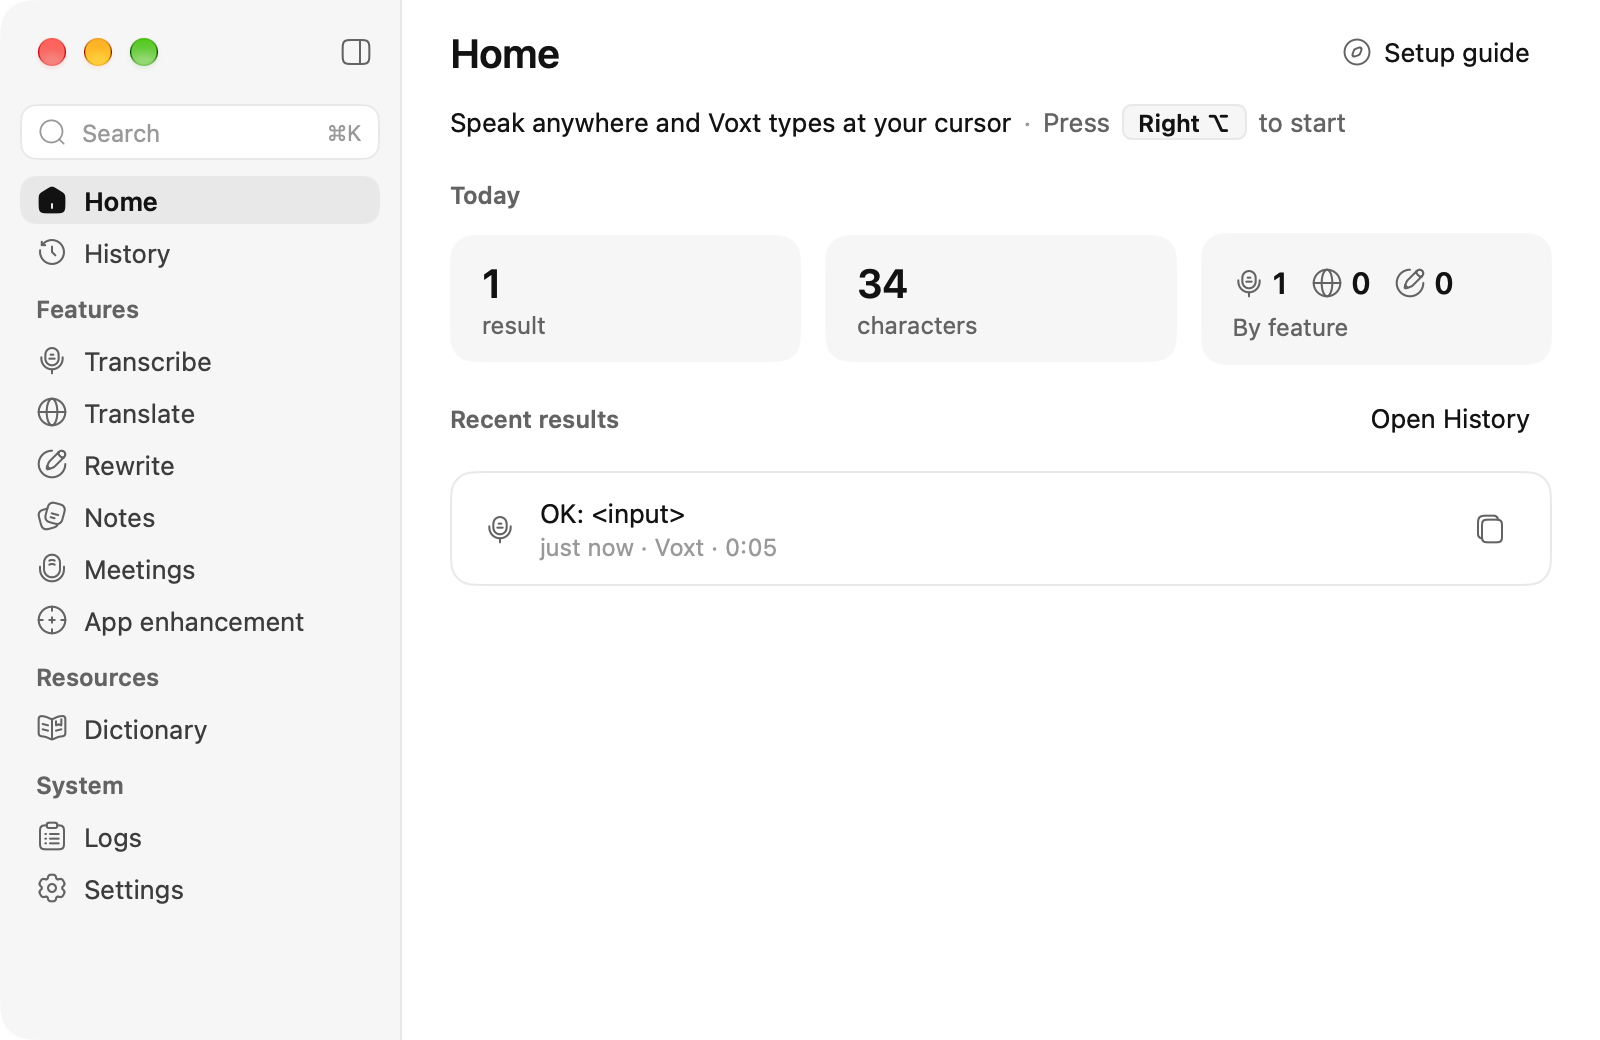 Search ⌘K
Home
History
Features
Transcribe
Translate
Rewrite
Notes
Meetings
App enhancement
Resources
Dictionary
System
Logs
Settings
Home
Setup guide
Speak anywhere and Voxt types at your cursor · Press Right ⌥ to start
Today
1
result
34
characters
1 0 0
By feature
Recent results
Open History
OK: <input>
just now · Voxt · 0:05